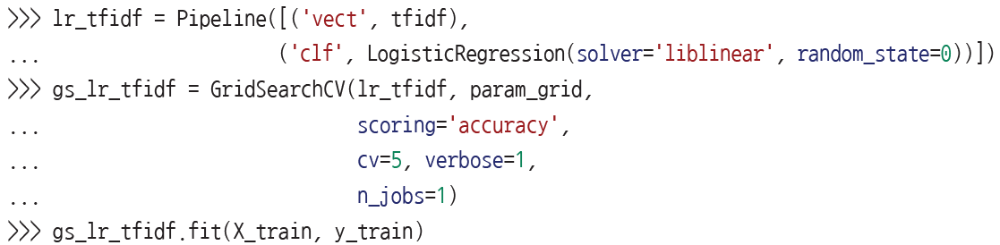 >>> lr_tfidf = Pipeline([('vect', tfidf),
...                      ('clf', LogisticRegression(solver='liblinear', random_state=0))])
>>> gs_lr_tfidf = GridSearchCV(lr_tfidf, param_grid,
...                            scoring='accuracy',
...                            cv=5, verbose=1,
...                            n_jobs=1)
>>> gs_lr_tfidf.fit(X_train, y_train)